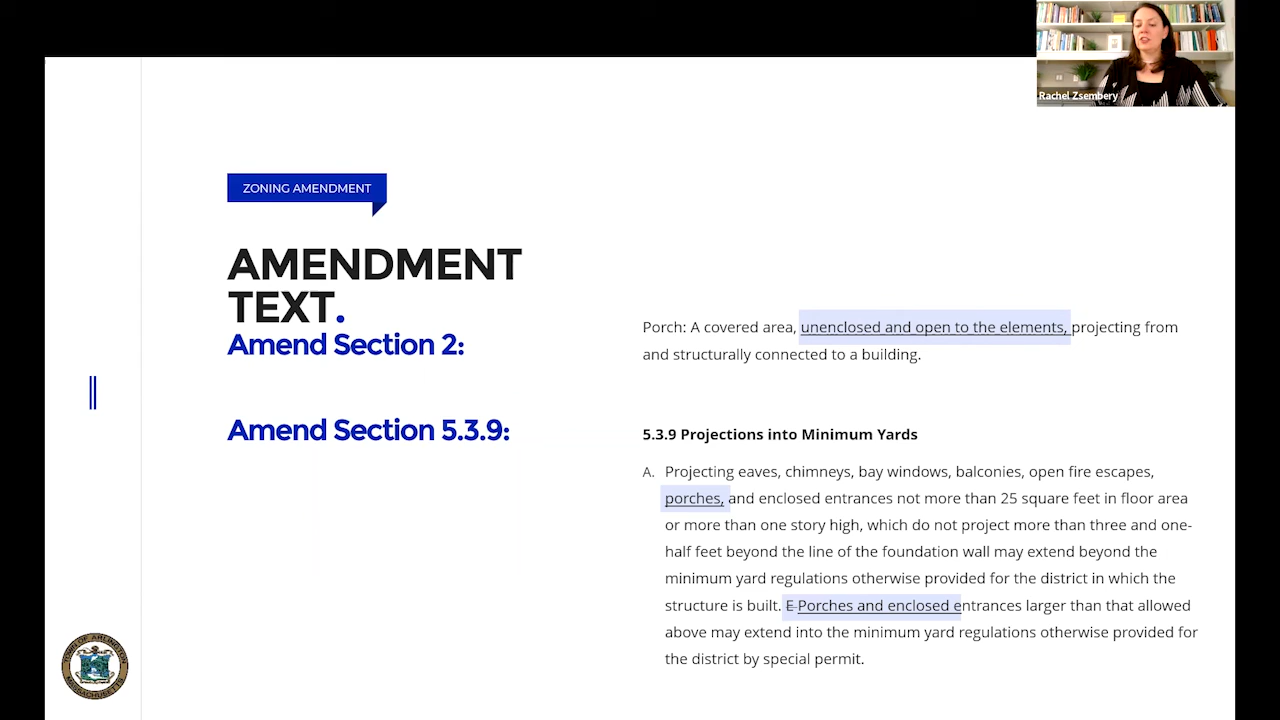 Rachel Zsembery
ZONING AMENDMENT
AMENDMENT
TEXT.
Amend Section 2:
Porch: A covered area, unenclosed and open to the elements, projecting from
and structurally connected to a building.
Amend Section 5.3.9:
5.3.9 Projections into Minimum Yards
A. Projecting eaves, chimneys, bay windows, balconies, open fire escapes,
porches, and enclosed entrances not more than 25 square feet in floor area
or more than one story high, which do not project more than three and one-
half feet beyond the line of the foundation wall may extend beyond the
minimum yard regulations otherwise provided for the district in which the
structure is built. E Porches and enclosed entrances larger than that allowed
above may extend into the minimum yard regulations otherwise provided for
the district by special permit.
TOWN OF ARLINGTON
MASSACHUSETTS